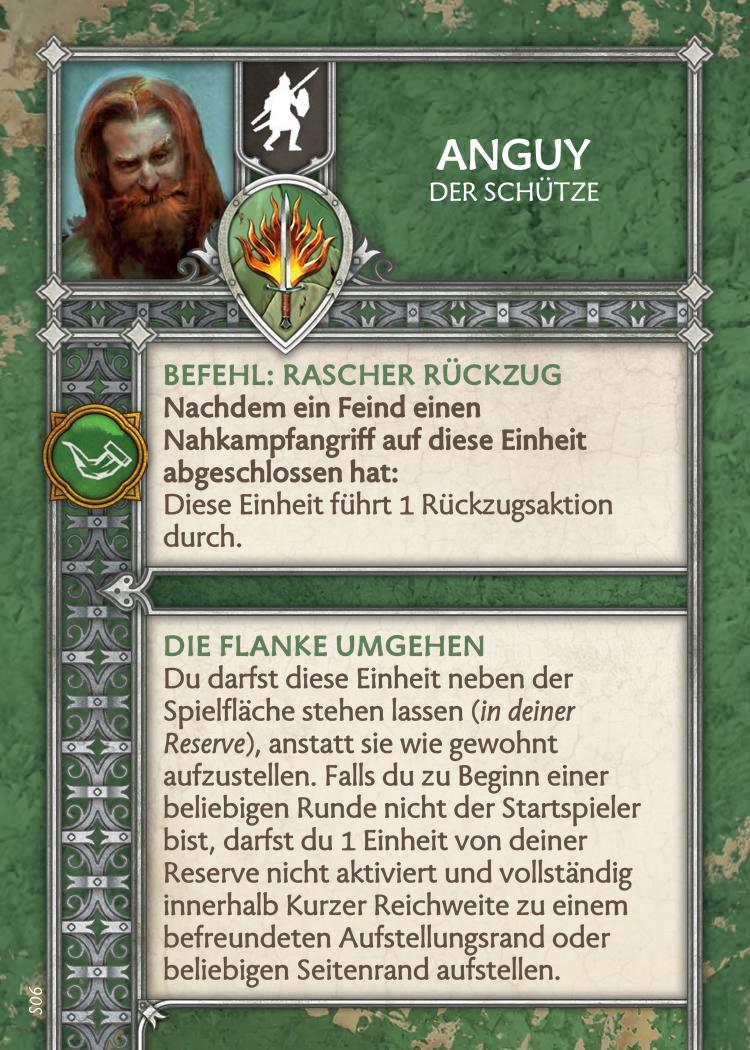 ANGUY
DER SCHÜTZE
BEFEHL: RASCHER RÜCKZUG
Nachdem ein Feind einen
Nahkampfangriff auf diese Einheit
abgeschlossen hat:
Diese Einheit führt 1 Rückzugsaktion
durch.
DIE FLANKE UMGEHEN
Du darfst diese Einheit neben der
Spielfläche stehen lassen (in deiner
Reserve), anstatt sie wie gewohnt
aufzustellen. Falls du zu Beginn einer
beliebigen Runde nicht der Startspieler
bist, darfst du 1 Einheit von deiner
Reserve nicht aktiviert und vollständig
innerhalb Kurzer Reichweite zu einem
befreundeten Aufstellungsrand oder
beliebigen Seitenrand aufstellen.
S06